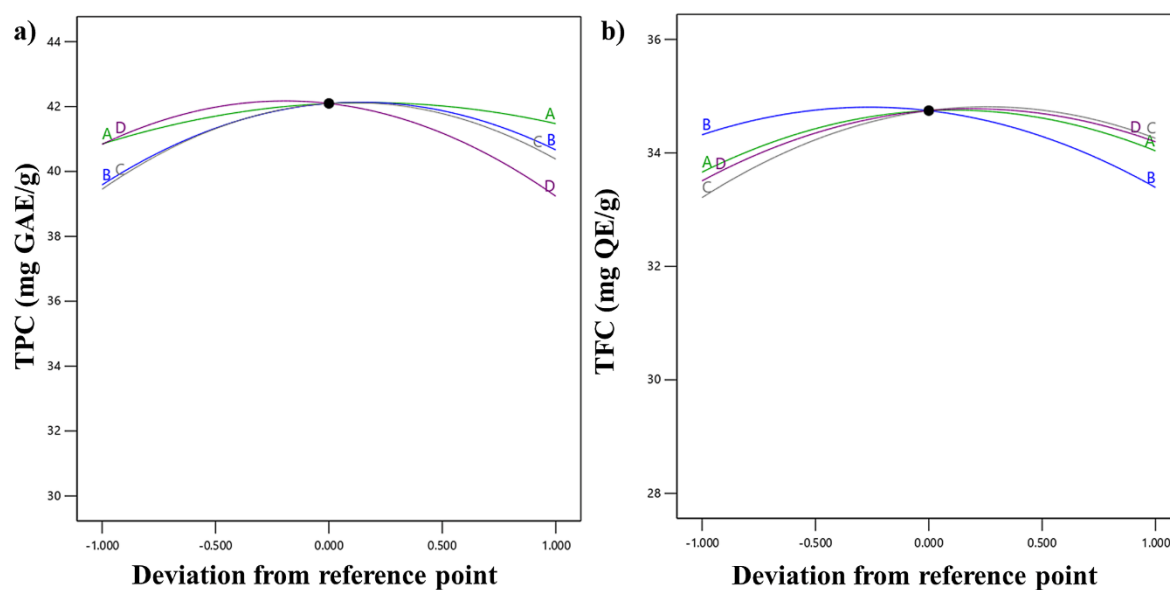 a)
TPC (mg GAE/g)
44
42
40
38
36
34
32
30
A
D
B
C
A
B
C
D
-1.000
-0.500
0.000
0.500
1.000
Deviation from reference point
b)
TFC (mg QE/g)
36
34
32
30
28
B
A
D
C
D
C
A
B
-1.000
-0.500
0.000
0.500
1.000
Deviation from reference point